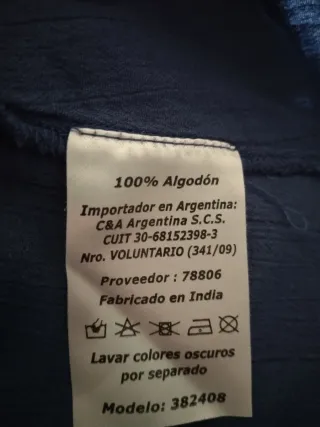 100% Algodón
Importador en Argentina:
C&A Argentina S.C.S.
CUIT 30-68152398-3
Nro. VOLUNTARIO (341/09)
Proveedor : 78806
Fabricado en India
Lavar colores oscuros
por separado
Modelo: 382408